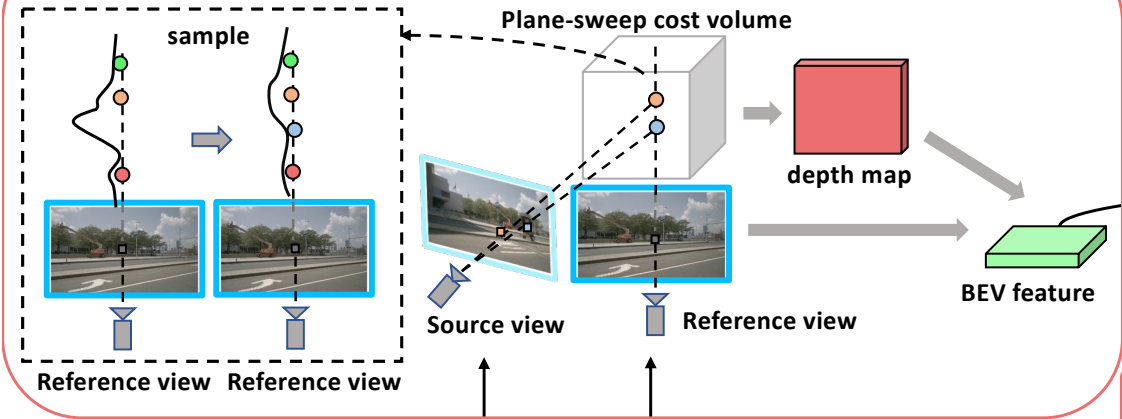 Plane-sweep cost volume
sample
depth map
BEV feature
Source view
Reference view
Reference view
Reference view